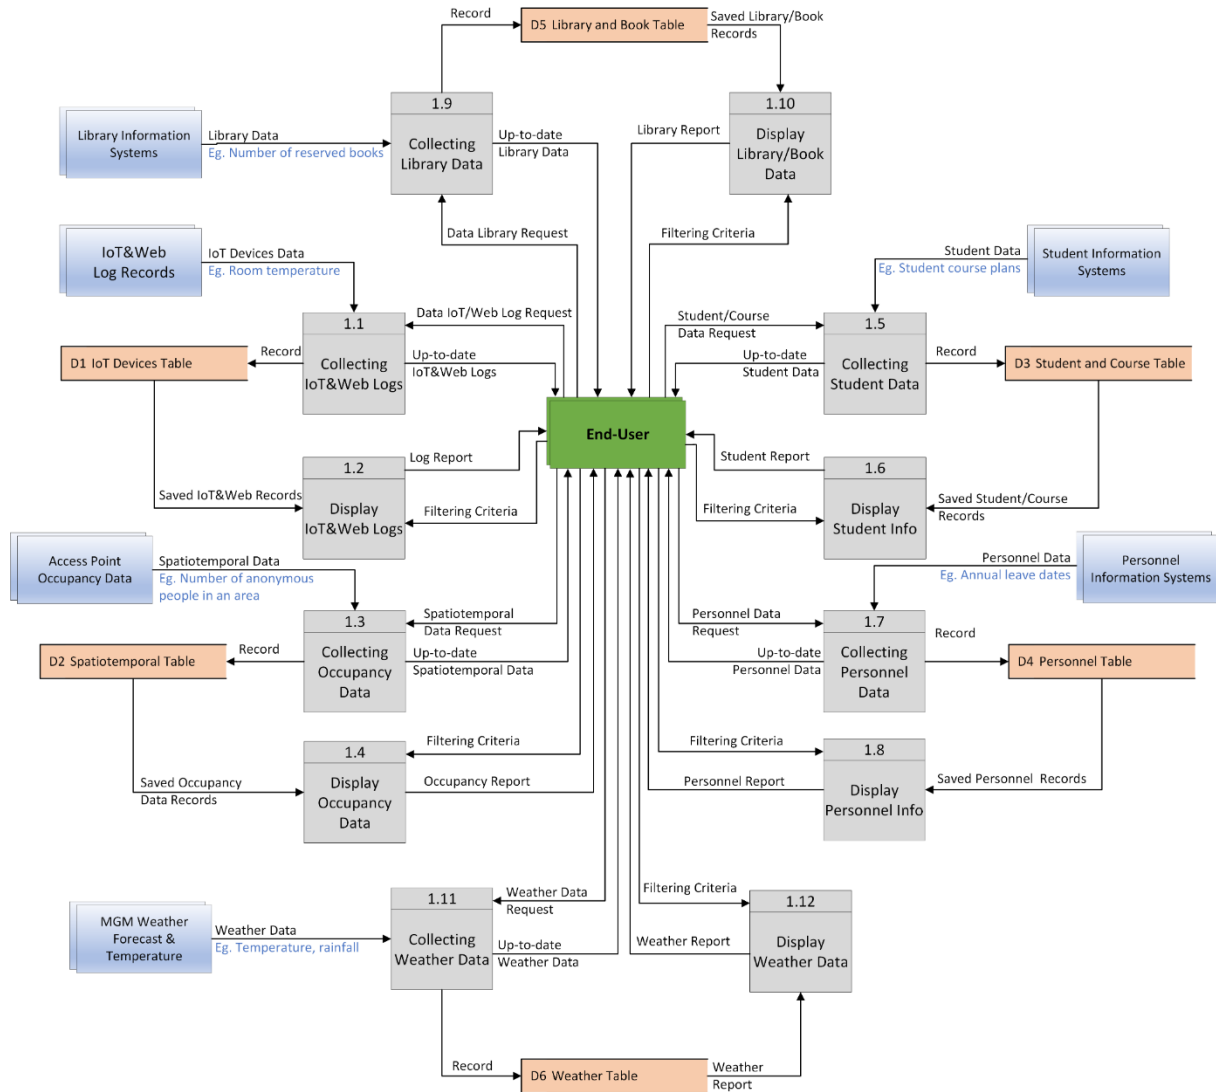 Record
D5 Library and Book Table
Saved Library/Book
Records
1.9
Collecting
Library Data
1.10
Display
Library/Book
Data
Library Information
Systems
Library Data
Eg. Number of reserved books
Up-to-date
Library Data
Library Report
Data Library Request
Filtering Criteria
IoT&Web
Log Records
IoT Devices Data
Eg. Room temperature
Student Data
Eg. Student course plans
Student Information
Systems
1.1
Collecting
IoT&Web Logs
Data IoT/Web Log Request
Up-to-date
IoT&Web Logs
Student/Course
Data Request
Up-to-date
Student Data
1.5
Collecting
Student Data
Record
D1 IoT Devices Table
Record
D3 Student and Course Table
End-User
1.2
Display
IoT&Web Logs
Log Report
Filtering Criteria
Saved IoT&Web Records
Student Report
Filtering Criteria
1.6
Display
Student Info
Saved Student/Course
Records
Access Point
Occupancy Data
Spatiotemporal Data
Eg. Number of anonymous
people in an area
Personnel Data
Eg. Annual leave dates
Personnel
Information Systems
1.3
Collecting
Occupancy
Data
Spatiotemporal
Data Request
Up-to-date
Spatiotemporal Data
Personnel Data
Request
Up-to-date
Personnel Data
1.7
Collecting
Personnel
Data
Record
D2 Spatiotemporal Table
Record
D4 Personnel Table
1.4
Display
Occupancy
Data
Filtering Criteria
Occupancy Report
Saved Occupancy
Data Records
Filtering Criteria
Personnel Report
1.8
Display
Personnel Info
Saved Personnel Records
MGM Weather
Forecast &
Temperature
Weather Data
Eg. Temperature, rainfall
1.11
Collecting
Weather Data
Weather Data
Request
Up-to-date
Weather Data
Filtering Criteria
Weather Report
1.12
Display
Weather Data
Record
D6 Weather Table
Weather
Report